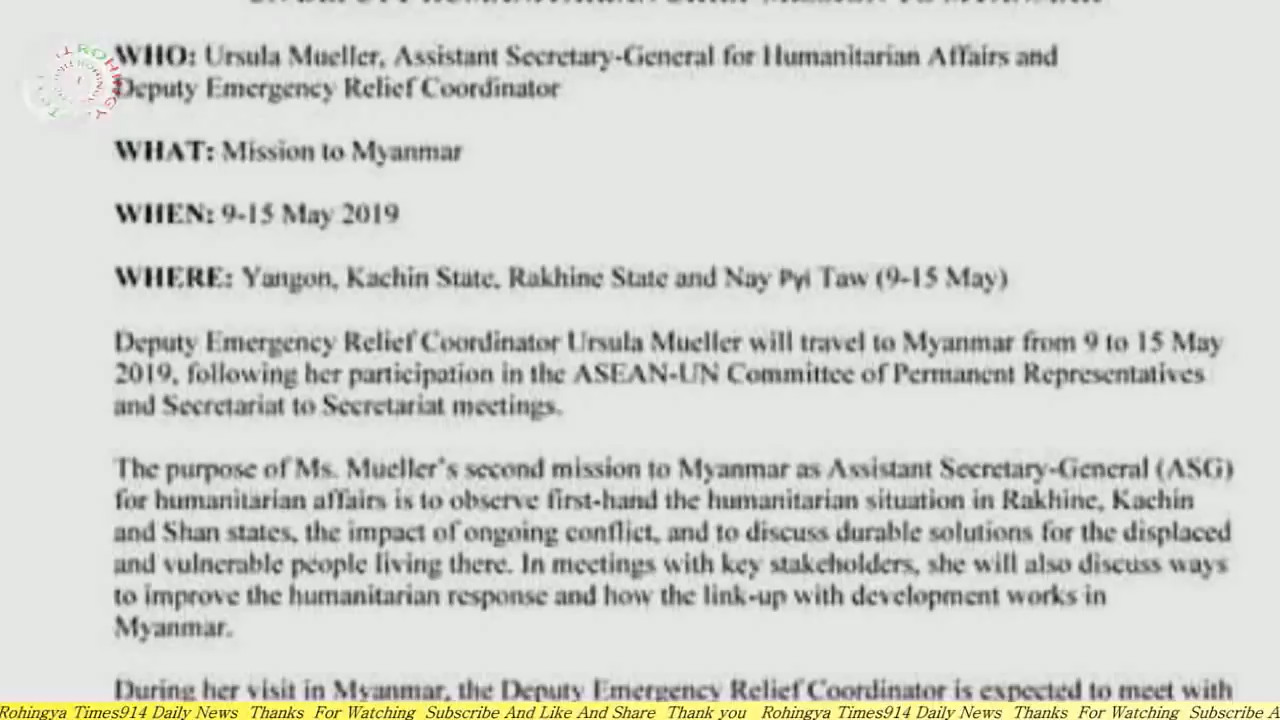 WHO: Ursula Mueller, Assistant Secretary-General for Humanitarian Affairs and
Deputy Emergency Relief Coordinator
WHAT: Mission to Myanmar
WHEN: 9-15 May 2019
WHERE: Yangon, Kachin State, Rakhine State and Nay Pyi Taw (9-15 May)
Deputy Emergency Relief Coordinator Ursula Mueller will travel to Myanmar from 9 to 15 May
2019, following her participation in the ASEAN-UN Committee of Permanent Representatives
and Secretariat to Secretariat meetings.
The purpose of Ms. Mueller's second mission to Myanmar as Assistant Secretary-General (ASG)
for humanitarian affairs is to observe first-hand the humanitarian situation in Rakhine, Kachin
and Shan states, the impact of ongoing conflict, and to discuss durable solutions for the displaced
and vulnerable people living there. In meetings with key stakeholders, she will also discuss ways
to improve the humanitarian response and how the link-up with development works in
Myanmar.
During her visit in Myanmar, the Deputy Emergency Relief Coordinator is expected to meet with
Rohingya Times914 Daily News Thanks For Watching Subscribe And Like And Share Thank you Rohingya Times914 Daily News Thanks For Watching Subscribe A